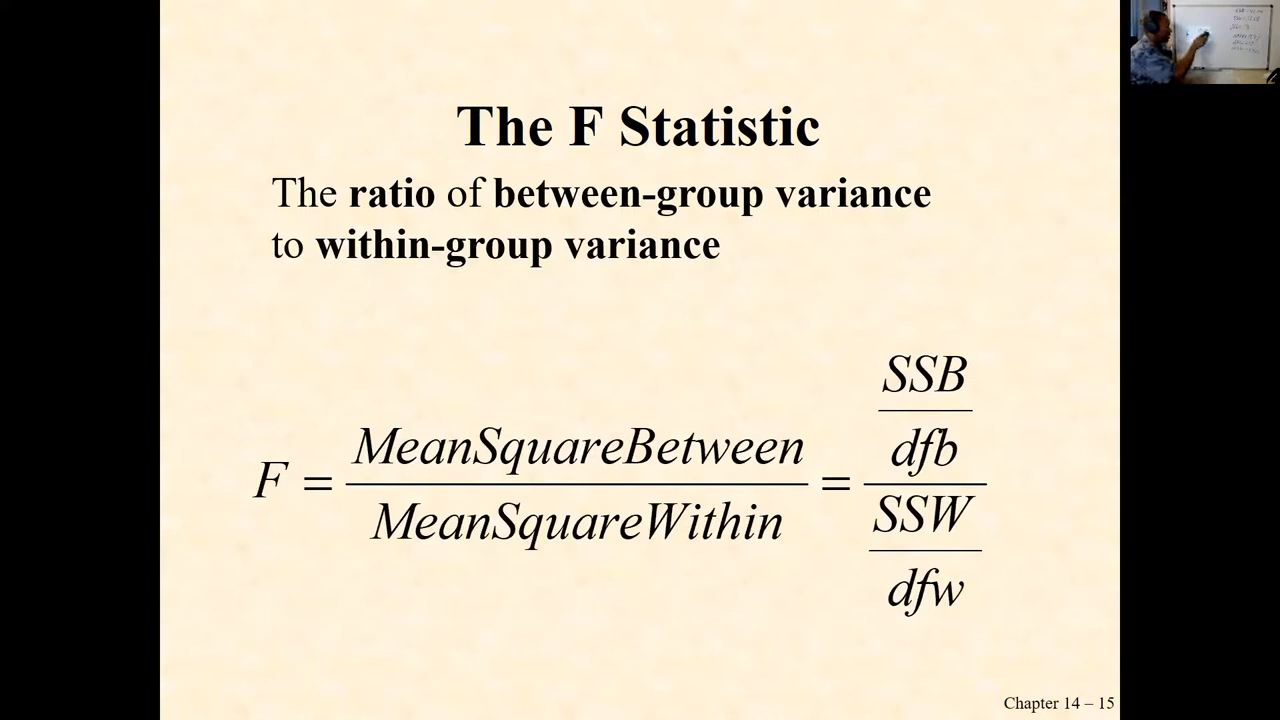 The F Statistic
The ratio of between-group variance
to within-group variance
F = MeanSquareBetween / MeanSquareWithin = SSB / dfb / SSW / dfw
Chapter 14 – 15